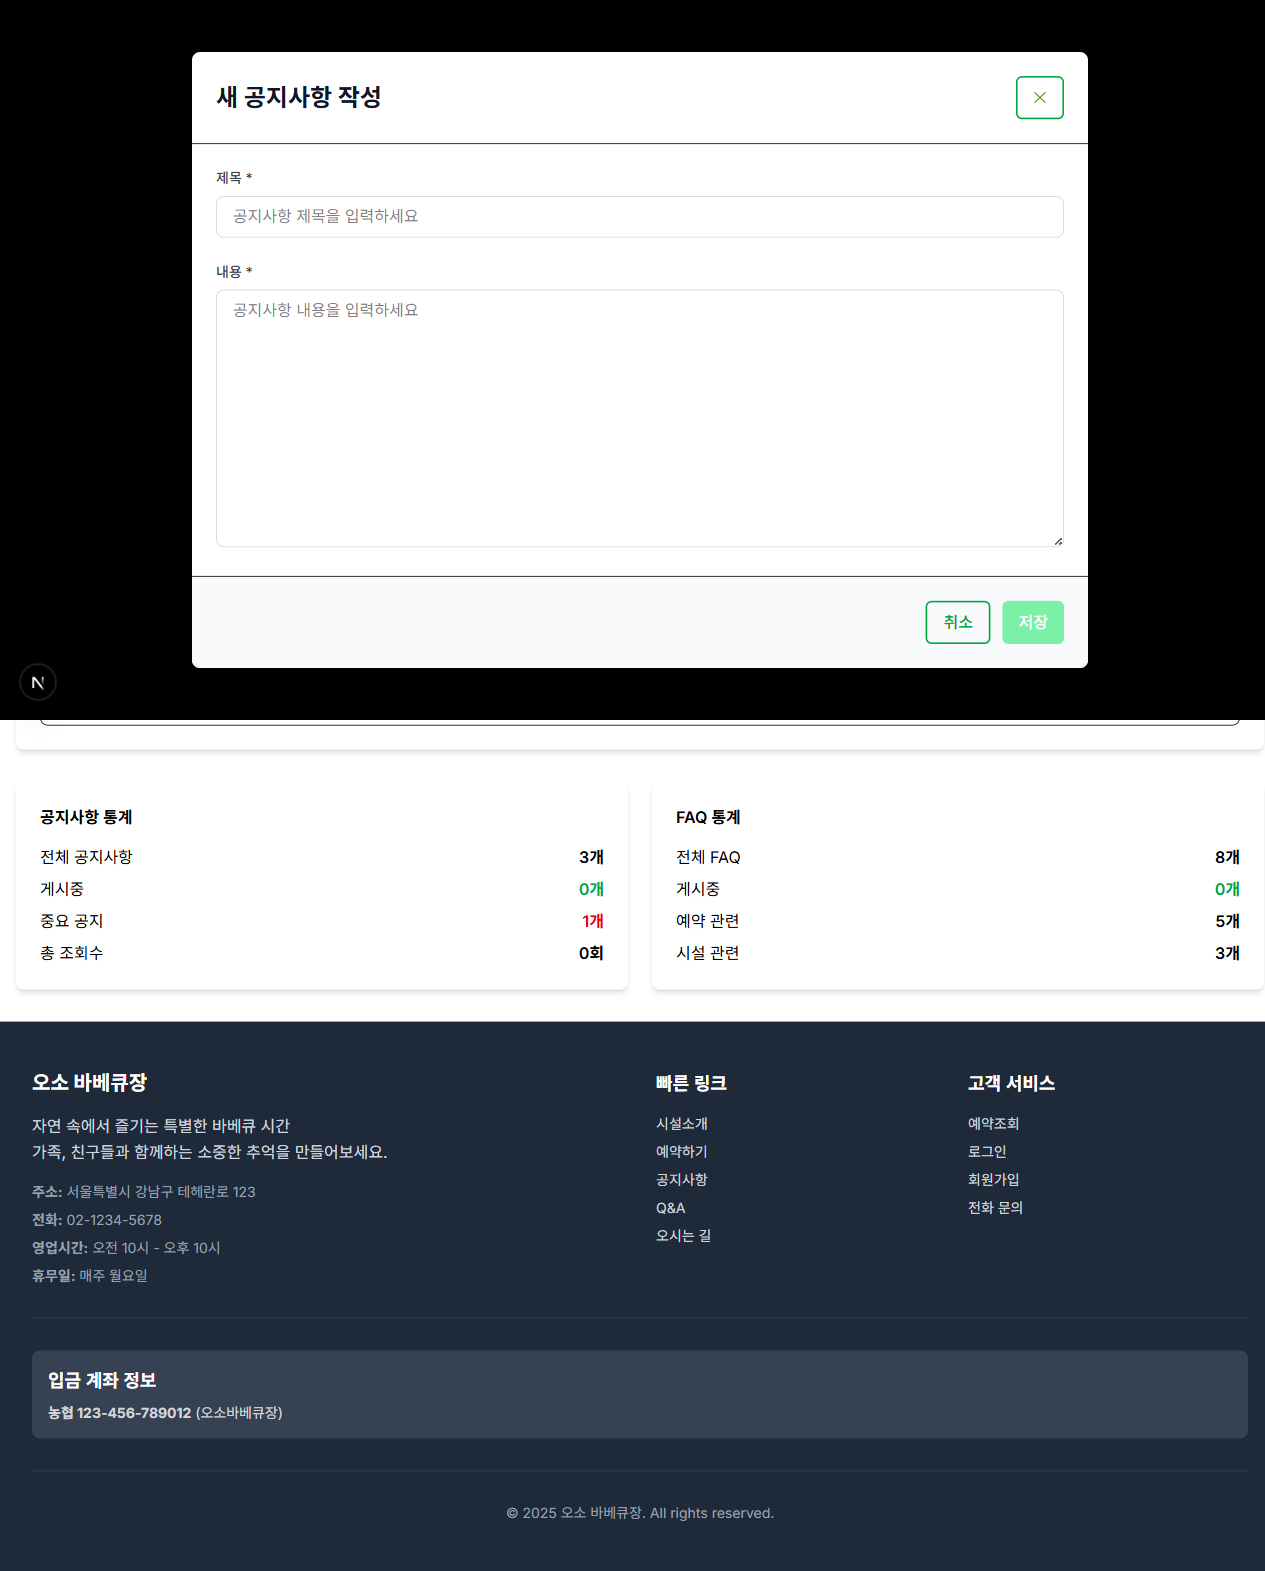 새 공지사항 작성
제목 *
공지사항 제목을 입력하세요
내용 *
공지사항 내용을 입력하세요
취소
저장
N
공지사항 통계
전체 공지사항 3개
게시중 0개
중요 공지 1개
총 조회수 0회
FAQ 통계
전체 FAQ 8개
게시중 0개
예약 관련 5개
시설 관련 3개
오소 바베큐장
자연 속에서 즐기는 특별한 바베큐 시간
가족, 친구들과 함께하는 소중한 추억을 만들어보세요.
주소: 서울특별시 강남구 테헤란로 123
전화: 02-1234-5678
영업시간: 오전 10시 - 오후 10시
휴무일: 매주 월요일
빠른 링크
시설소개
예약하기
공지사항
Q&A
오시는 길
고객 서비스
예약조회
로그인
회원가입
전화 문의
입금 계좌 정보
농협 123-456-789012 (오소바베큐장)
© 2025 오소 바베큐장. All rights reserved.